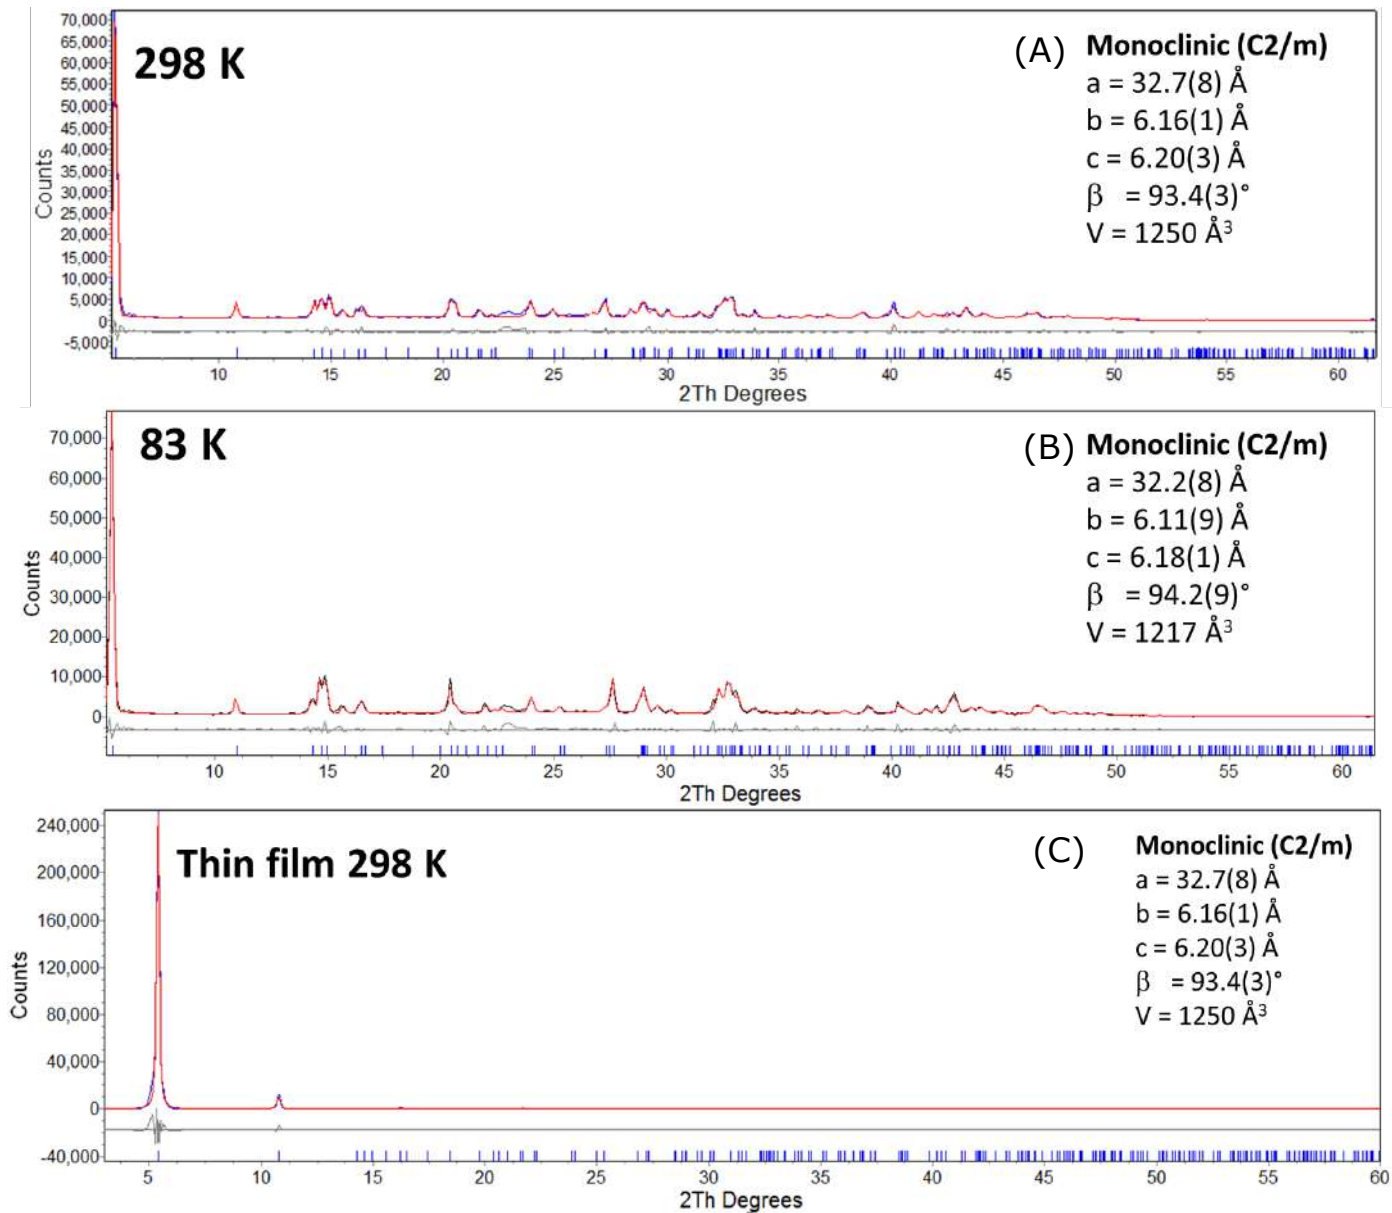 298 K
(A) Monoclinic (C2/m)
a = 32.7(8) Å
b = 6.16(1) Å
c = 6.20(3) Å
β = 93.4(3)°
V = 1250 Å³
Counts
70,000
65,000
60,000
55,000
50,000
45,000
40,000
35,000
30,000
25,000
20,000
15,000
10,000
5,000
0
-5,000
10 15 20 25 30 35 40 45 50 55 60
2Th Degrees
83 K
(B) Monoclinic (C2/m)
a = 32.2(8) Å
b = 6.11(9) Å
c = 6.18(1) Å
β = 94.2(9)°
V = 1217 Å³
Counts
70,000
60,000
50,000
40,000
30,000
20,000
10,000
0
10 15 20 25 30 35 40 45 50 55 60
2Th Degrees
Thin film 298 K
(C) Monoclinic (C2/m)
a = 32.7(8) Å
b = 6.16(1) Å
c = 6.20(3) Å
β = 93.4(3)°
V = 1250 Å³
Counts
240,000
200,000
160,000
120,000
80,000
40,000
0
-40,000
5 10 15 20 25 30 35 40 45 50 55 60
2Th Degrees